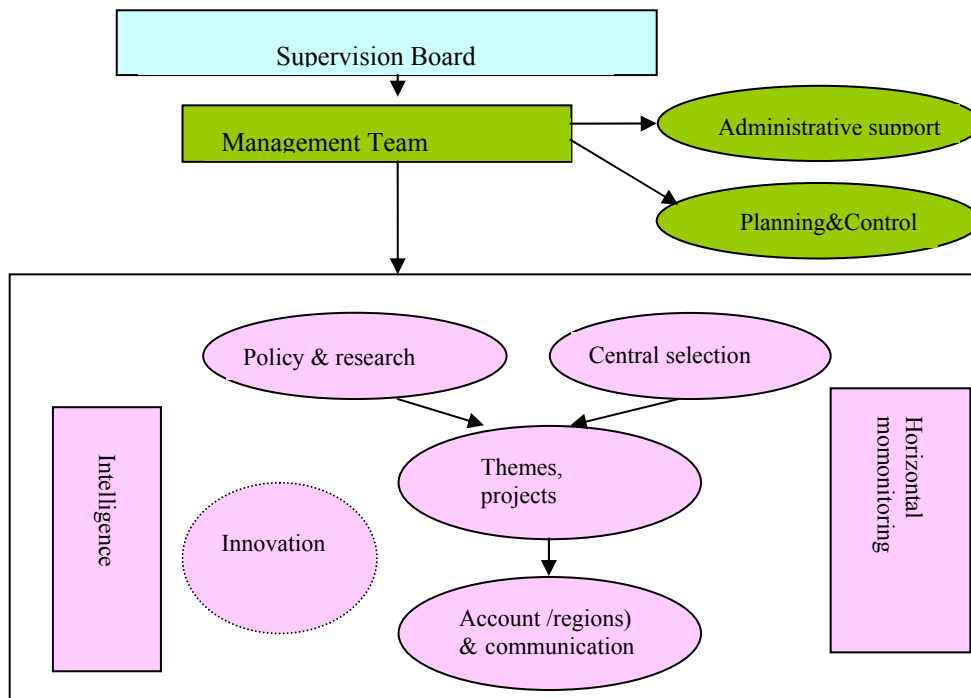 Supervision Board
Management Team
Administrative support
Planning&Control
Policy & research
Central selection
Intelligence
Innovation
Themes,
projects
Horizontal
momonitoring
Account /regions)
& communication